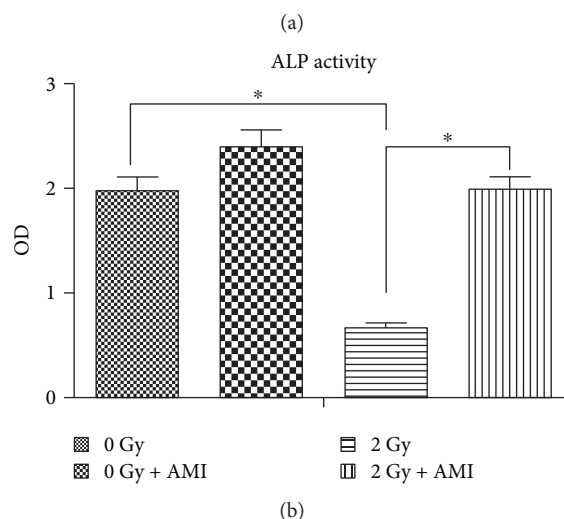 (a)
ALP activity
3
*
*
2
OD
1
0
0 Gy
2 Gy
0 Gy + AMI
2 Gy + AMI
(b)